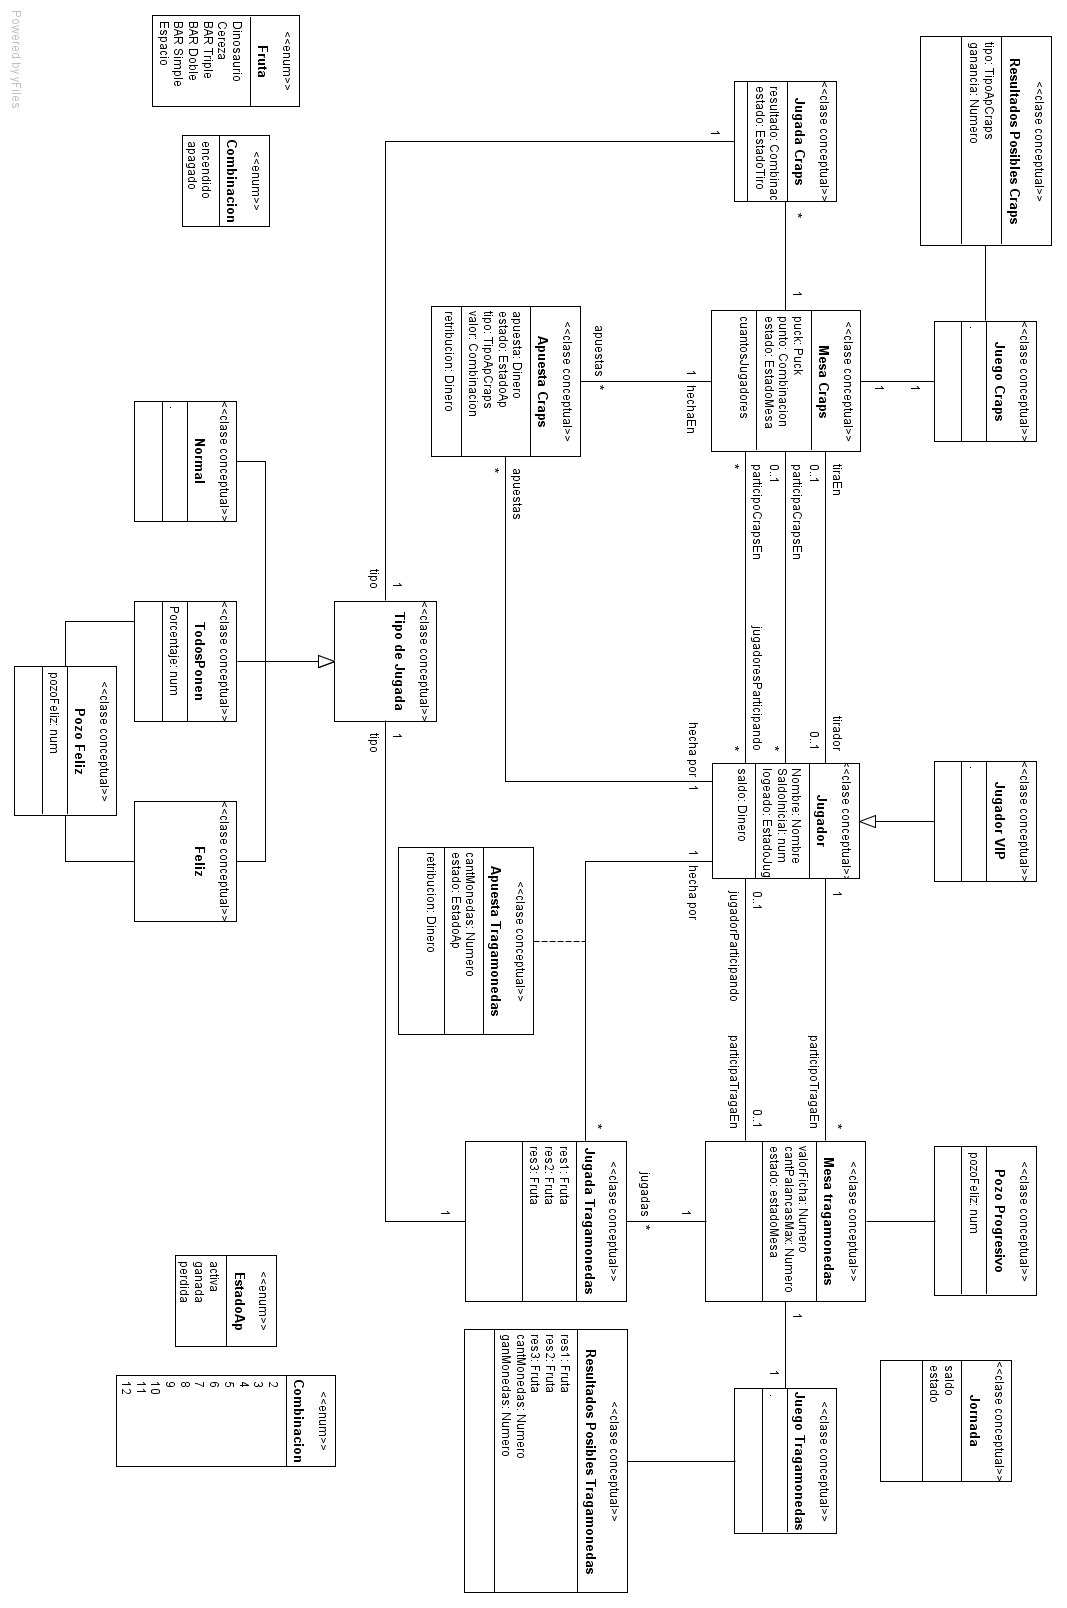 <<clase conceptual>>
Resultados Posibles Craps
tipo: TipoApCraps
ganancia: Numero
<<clase conceptual>>
Juego Craps
.
<<clase conceptual>>
Jugador VIP
.
<<clase conceptual>>
Pozo Progresivo
pozoFeliz: num
<<clase conceptual>>
Jornada
saldo
estado
<<clase conceptual>>
Jugada Craps
resultado: Combinac
estado: EstadoTiro
*
1
1
1
<<clase conceptual>>
Mesa Craps
puck: Puck
punto: Combinacion
estado: EstadoMesa
cuantosJugadores
tiraEn
0..1
participaCrapsEn
0..1
participoCrapsEn
*
tirador
0..1
*
jugadoresParticipando
*
<<clase conceptual>>
Jugador
Nombre: Nombre
SaldoInicial: num
logeado: EstadoJug
saldo: Dinero
1
0..1
jugadorParticipando
participoTragaEn
*
0..1
participaTragaEn
<<clase conceptual>>
Mesa tragamonedas
valorFicha: Numero
cantPalancasMax: Numero
estado: estadoMesa
1
1
<<clase conceptual>>
Juego Tragamonedas
.
1
1
hechaEn
apuestas
*
hecha por
1
1
hecha por
1
jugadas
*
<<clase conceptual>>
Apuesta Craps
apuesta: Dinero
estado: EstadoAp
tipo: TipoApCraps
valor: Combinacion
retribucion: Dinero
apuestas
*
<<clase conceptual>>
Apuesta Tragamonedas
cantMonedas: Numero
estado: EstadoAp
retribucion: Dinero
*
<<clase conceptual>>
Jugada Tragamonedas
res1: Fruta
res2: Fruta
res3: Fruta
1
<<clase conceptual>>
Resultados Posibles Tragamonedas
res1: Fruta
res2: Fruta
res3: Fruta
cantMonedas: Numero
ganMonedas: Numero
1
tipo
<<clase conceptual>>
Tipo de Jugada
1
tipo
<<enum>>
Fruta
Dinosaurio
Cereza
BAR Triple
BAR Doble
BAR Simple
Espacio
<<enum>>
Combinacion
encendido
apagado
<<clase conceptual>>
Normal
.
<<clase conceptual>>
TodosPonen
Porcentaje: num
<<clase conceptual>>
Feliz
<<clase conceptual>>
Pozo Feliz
pozoFeliz: num
<<enum>>
EstadoAp
activa
ganada
perdida
<<enum>>
Combinacion
2
3
4
5
6
7
8
9
10
11
12
Powered by yFiles